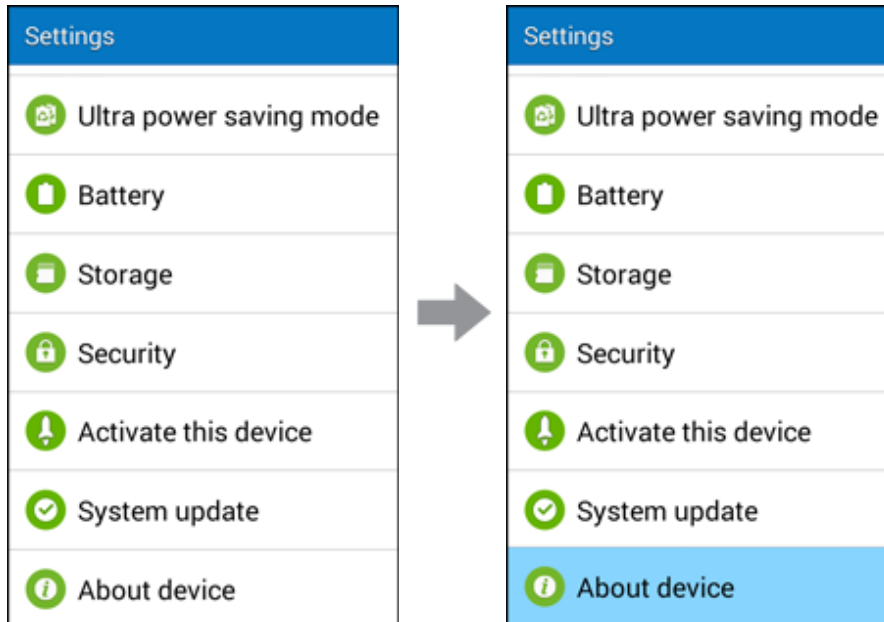 Settings
Ultra power saving mode
Battery
Storage
Security
Activate this device
System update
About device
Settings
Ultra power saving mode
Battery
Storage
Security
Activate this device
System update
About device